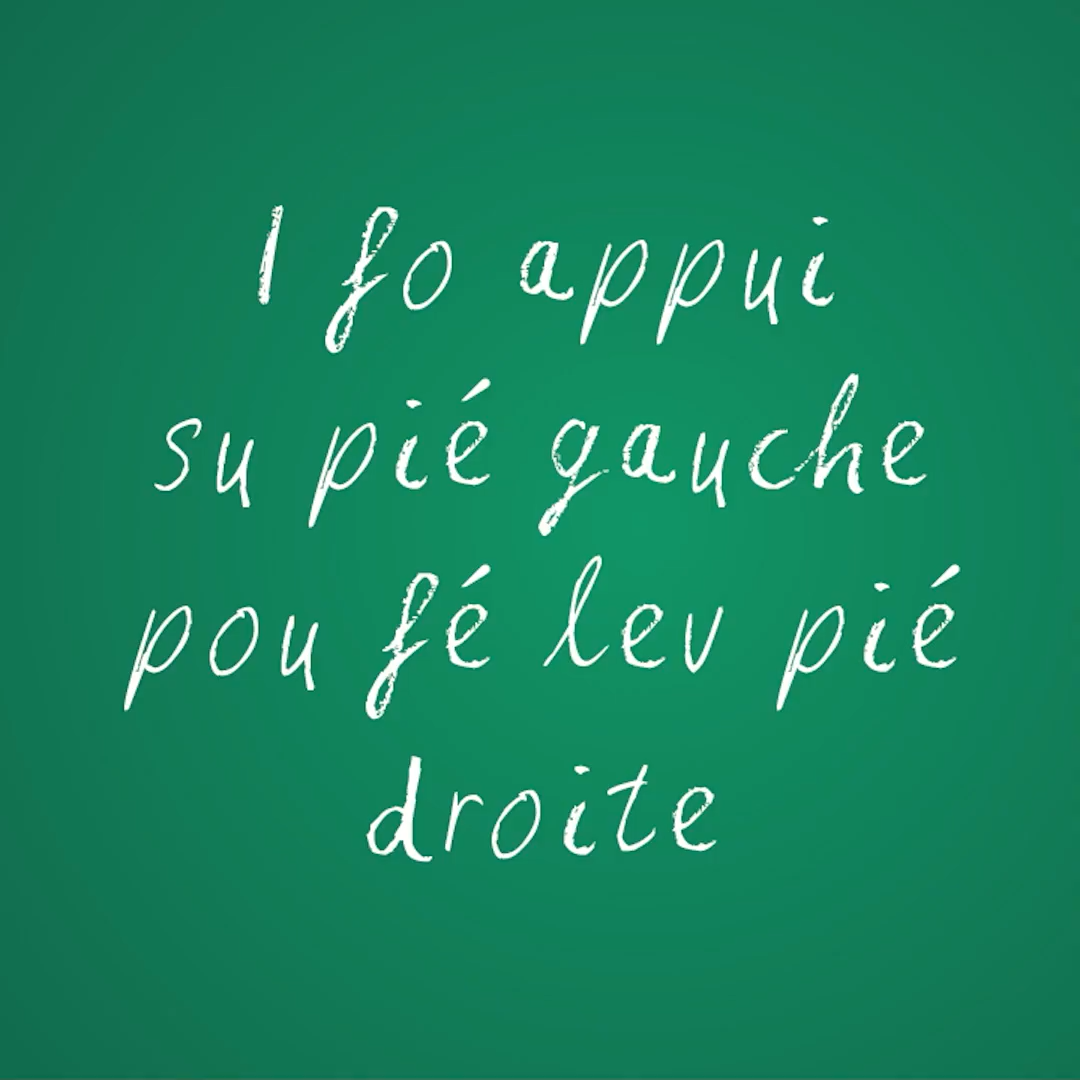 I fo appui
su pié gauche
pou fé lev pié
droite